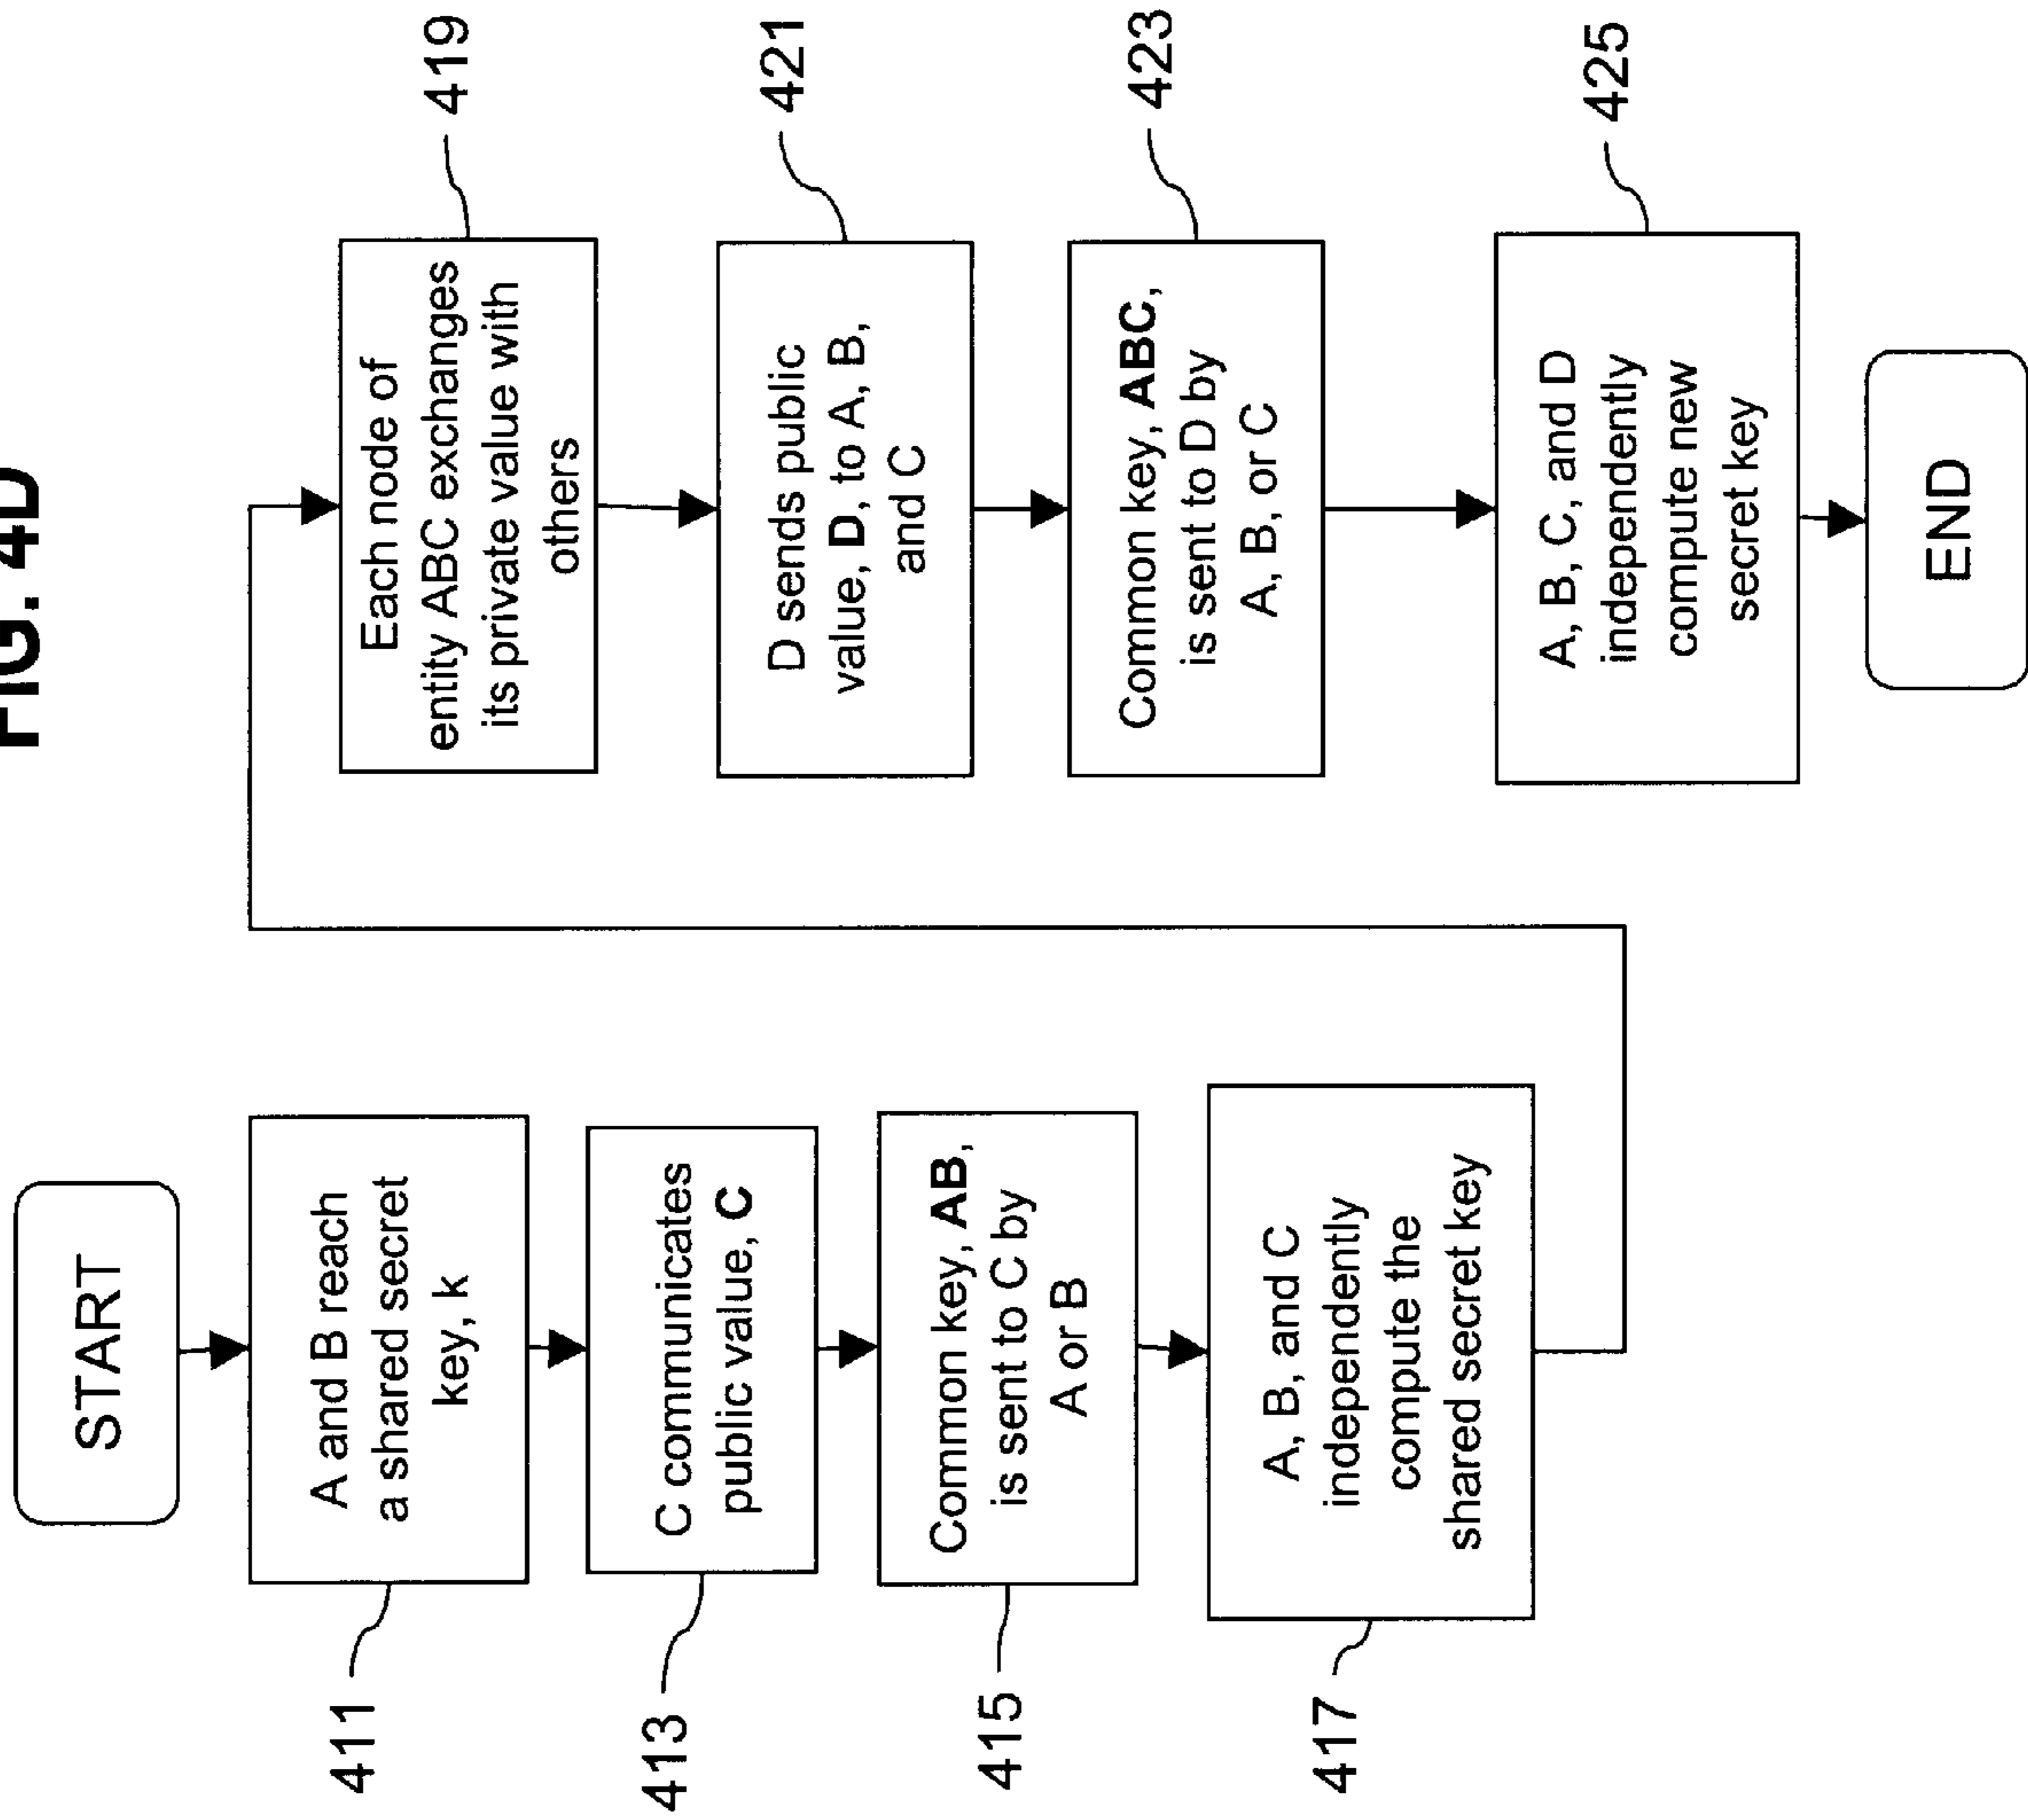 FIG. 4D
START
A and B reach
a shared secret
key, k
411
C communicates
public value, C
413
Common key, AB,
is sent to C by
A or B
415
A, B, and C
independently
compute the
shared secret key
417
Each node of
entity ABC exchanges
its private value with
others
419
D sends public
value, D, to A, B,
and C
421
Common key, ABC,
is sent to D by
A, B, or C
423
A, B, C, and D
independently
compute new
secret key
425
END